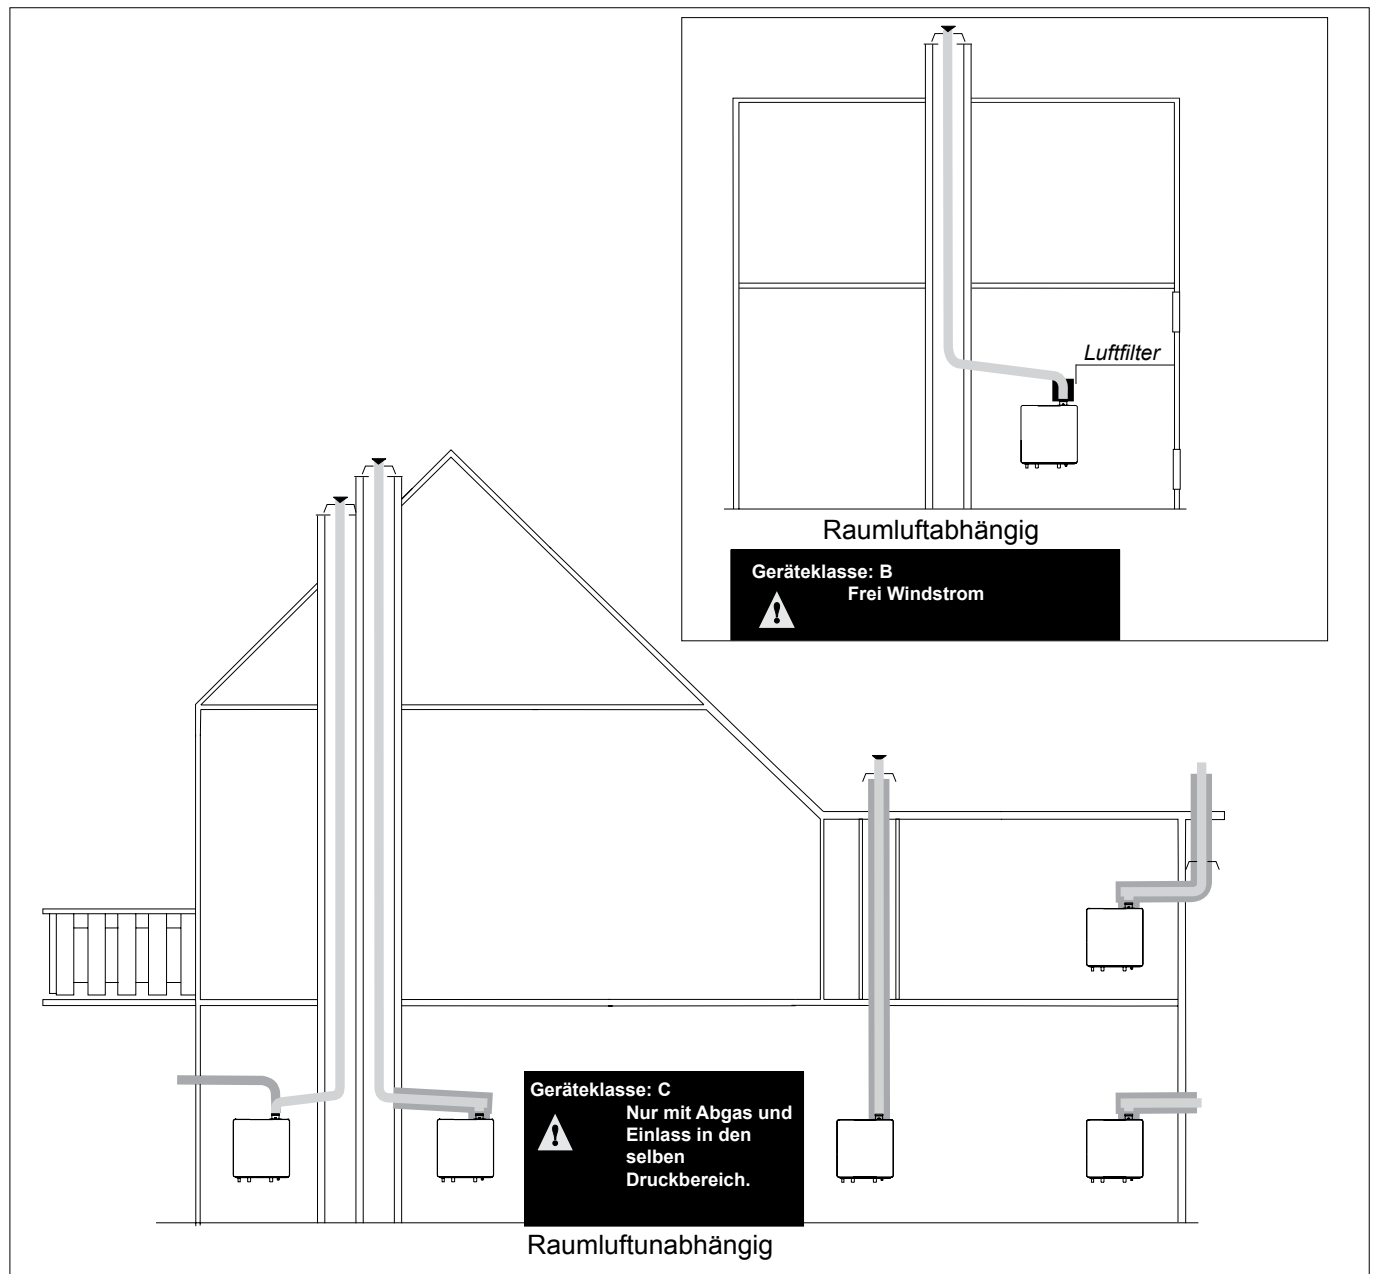 Luftfilter
Raumluftabhängig
Geräteklasse: B
Frei Windstrom
Geräteklasse: C
Nur mit Abgas und
Einlass in den
selben
Druckbereich.
Raumluftunabhängig